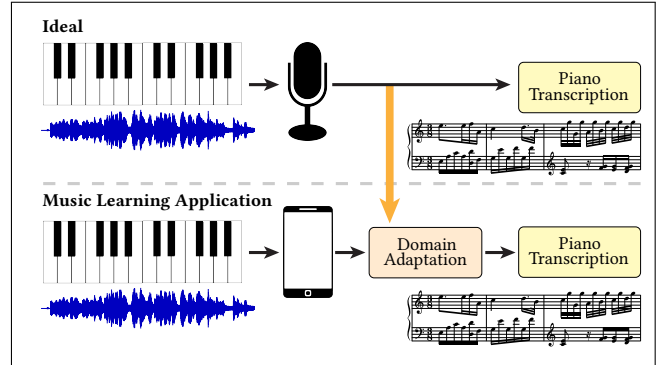 Ideal
Piano
Transcription
Music Learning Application
Domain
Adaptation
Piano
Transcription